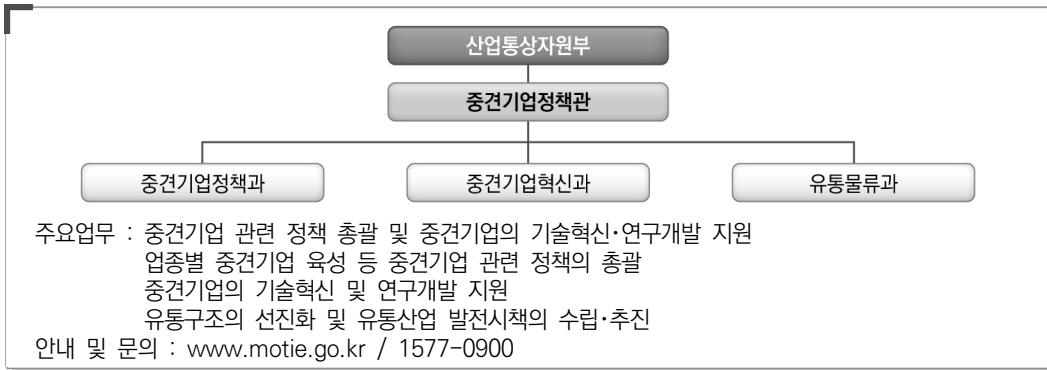 산업통상자원부
중견기업정책관
중견기업정책과 중견기업혁신과 유통물류과
주요업무 : 중견기업 관련 정책 총괄 및 중견기업의 기술혁신･연구개발 지원
업종별 중견기업 육성 등 중견기업 관련 정책의 총괄
중견기업의 기술혁신 및 연구개발 지원
유통구조의 선진화 및 유통산업 발전시책의 수립･추진
안내 및 문의 : www.motie.go.kr / 1577-0900